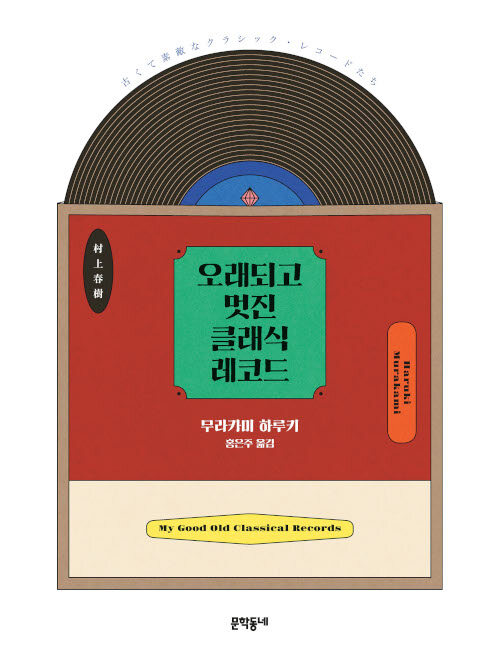 古くて素敵なクラシック・レコードたち
村上春樹
오래되고
멋진
클래식
레코드
Haruki
Murakami
무라카미 하루키
홍은주 옮김
My Good Old Classical Records
문학동네